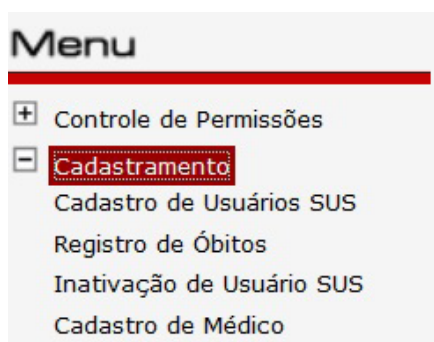 Menu
Controle de Permissões
Cadastramento
Cadastro de Usuários SUS
Registro de Óbitos
Inativação de Usuário SUS
Cadastro de Médico